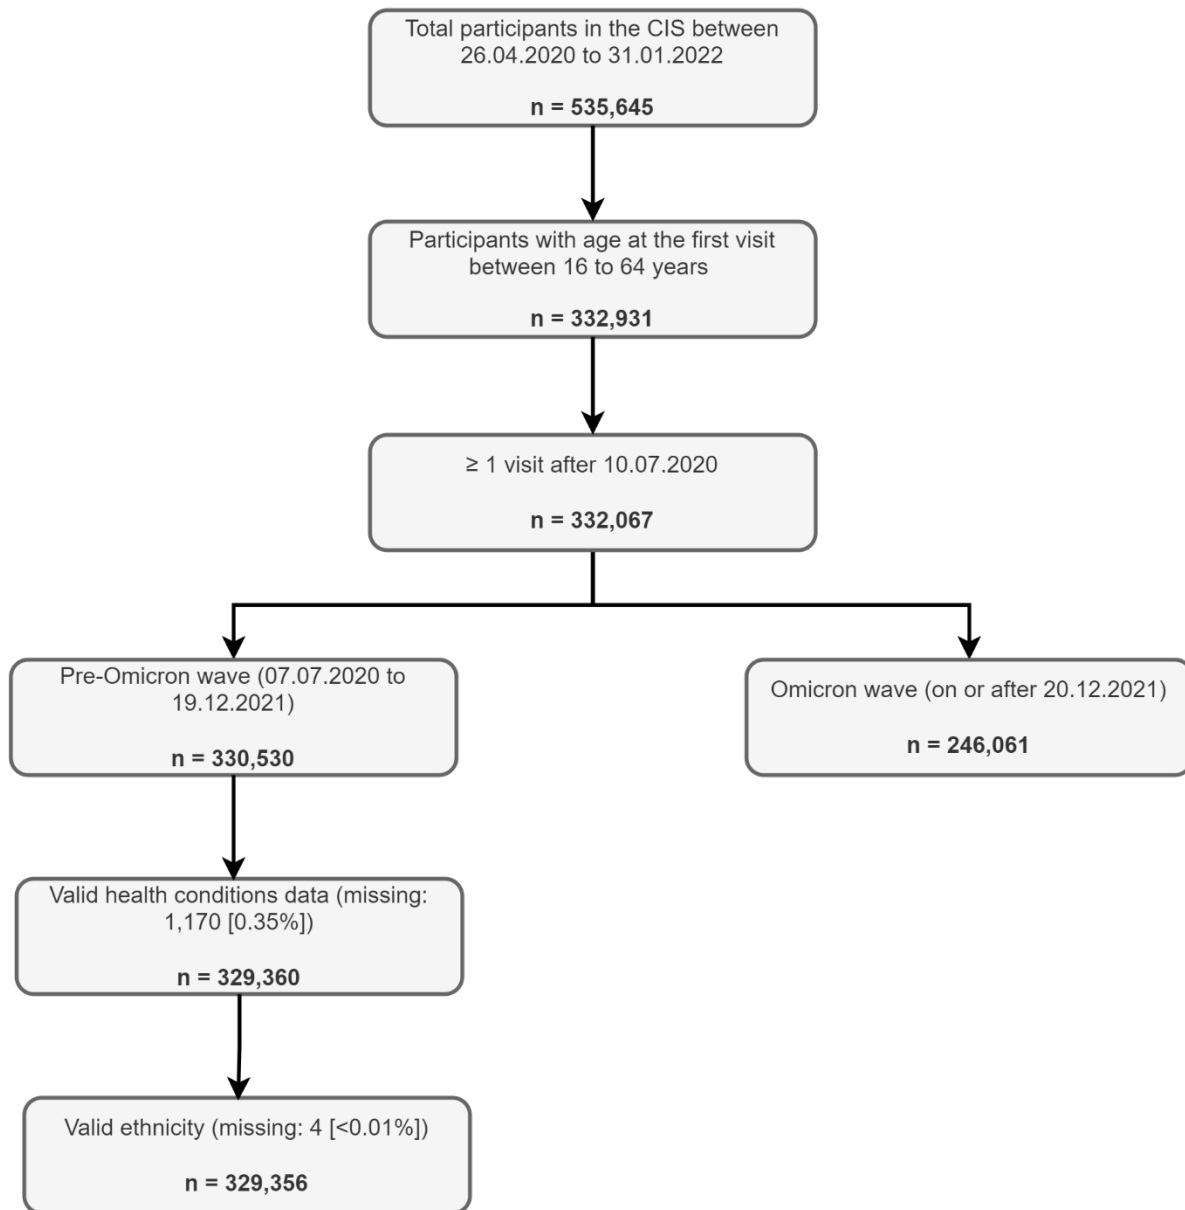 Total participants in the CIS between
26.04.2020 to 31.01.2022
n = 535,645
Participants with age at the first visit
between 16 to 64 years
n = 332,931
≥ 1 visit after 10.07.2020
n = 332,067
Pre-Omicron wave (07.07.2020 to
19.12.2021)
n = 330,530
Omicron wave (on or after 20.12.2021)
n = 246,061
Valid health conditions data (missing:
1,170 [0.35%])
n = 329,360
Valid ethnicity (missing: 4 [<0.01%])
n = 329,356